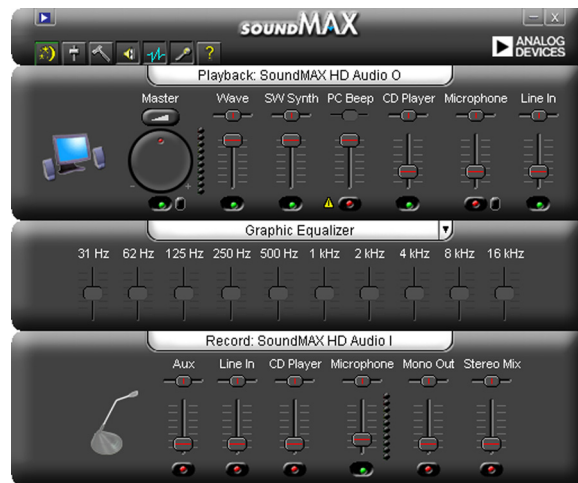 SOUNDMAX
ANALOG
DEVICES
?
Playback: SoundMAX HD Audio O
Master Wave SW Synth PC Beep CD Player Microphone Line In
- +
Graphic Equalizer
31 Hz 62 Hz 125 Hz 250 Hz 500 Hz 1 kHz 2 kHz 4 kHz 8 kHz 16 kHz
Record: SoundMAX HD Audio I
Aux Line In CD Player Microphone Mono Out Stereo Mix